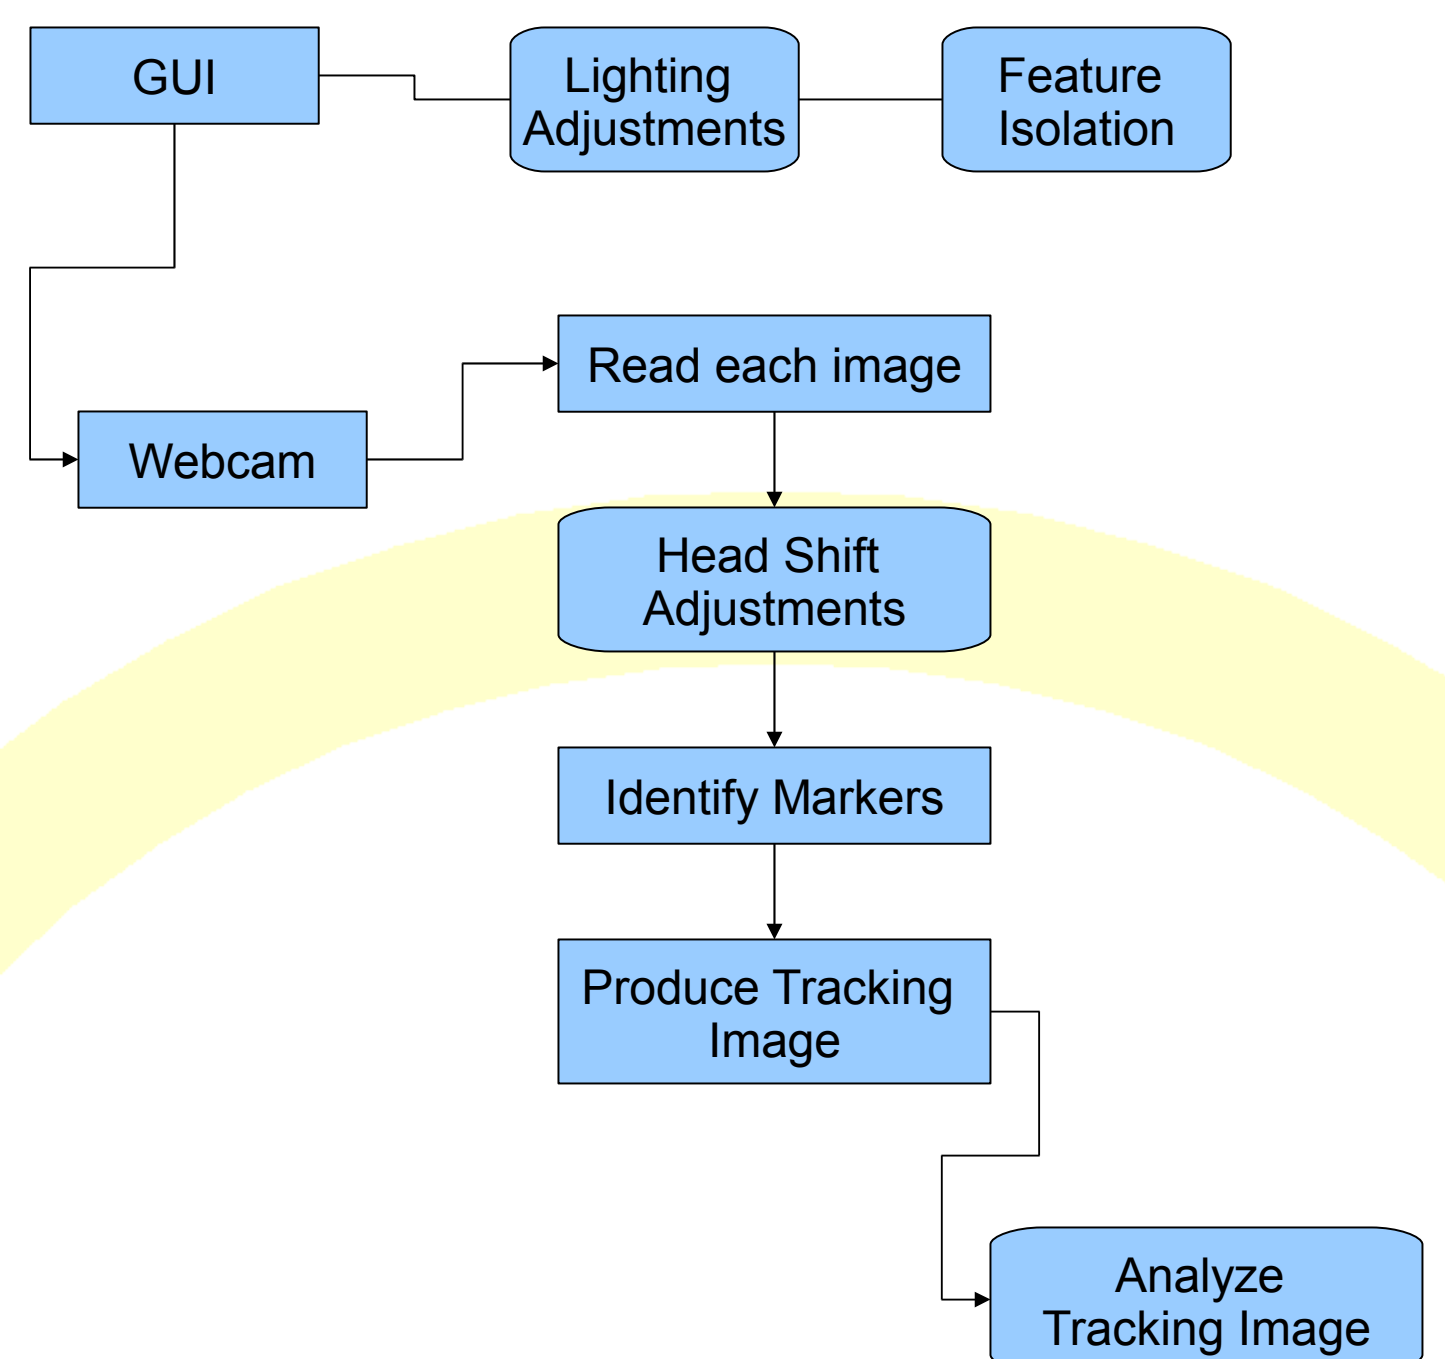 GUI
Lighting
Adjustments
Feature
Isolation
Read each image
Webcam
Head Shift
Adjustments
Identify Markers
Produce Tracking
Image
Analyze
Tracking Image